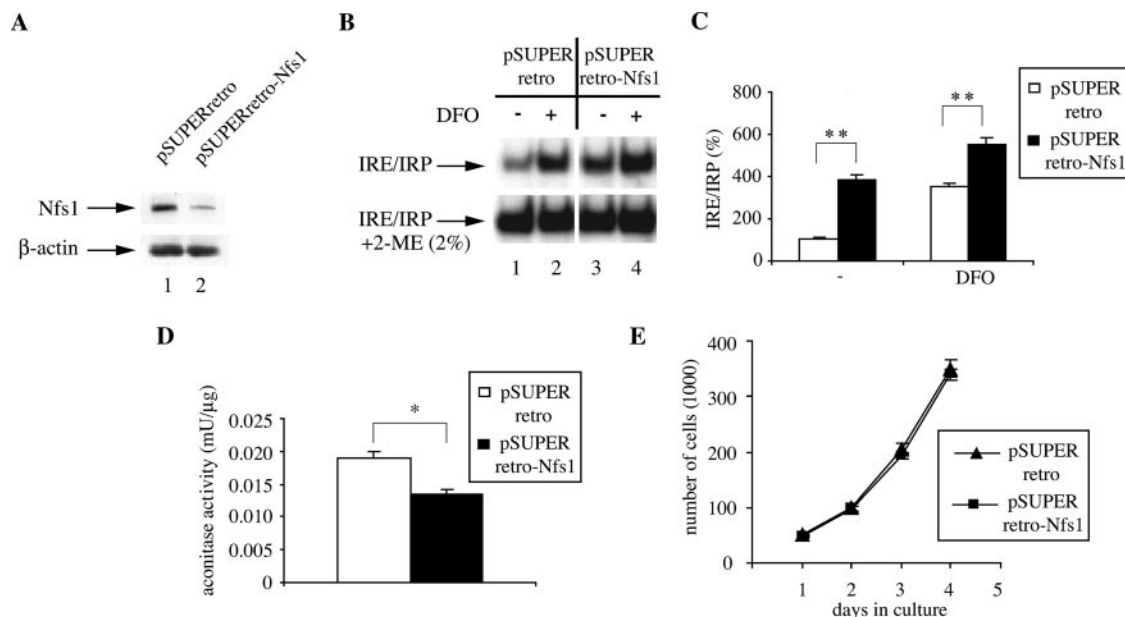 A
pSUPERretro
pSUPERretro-Nfs1
Nfs1
β-actin
1 2
B
pSUPER
retro
pSUPER
retro-Nfs1
DFO - + - +
IRE/IRP
IRE/IRP
+2-ME (2%)
1 2 3 4
C
IRE/IRP (%)
800
600
400
200
0
**
**
- DFO
pSUPER
retro
pSUPER
retro-Nfs1
D
aconitase activity (mU/μg)
0.025
0.020
0.015
0.010
0.005
0
*
pSUPER
retro
pSUPER
retro-Nfs1
E
number of cells (1000)
400
300
200
100
0
1 2 3 4 5
days in culture
pSUPER
retro
pSUPER
retro-Nfs1